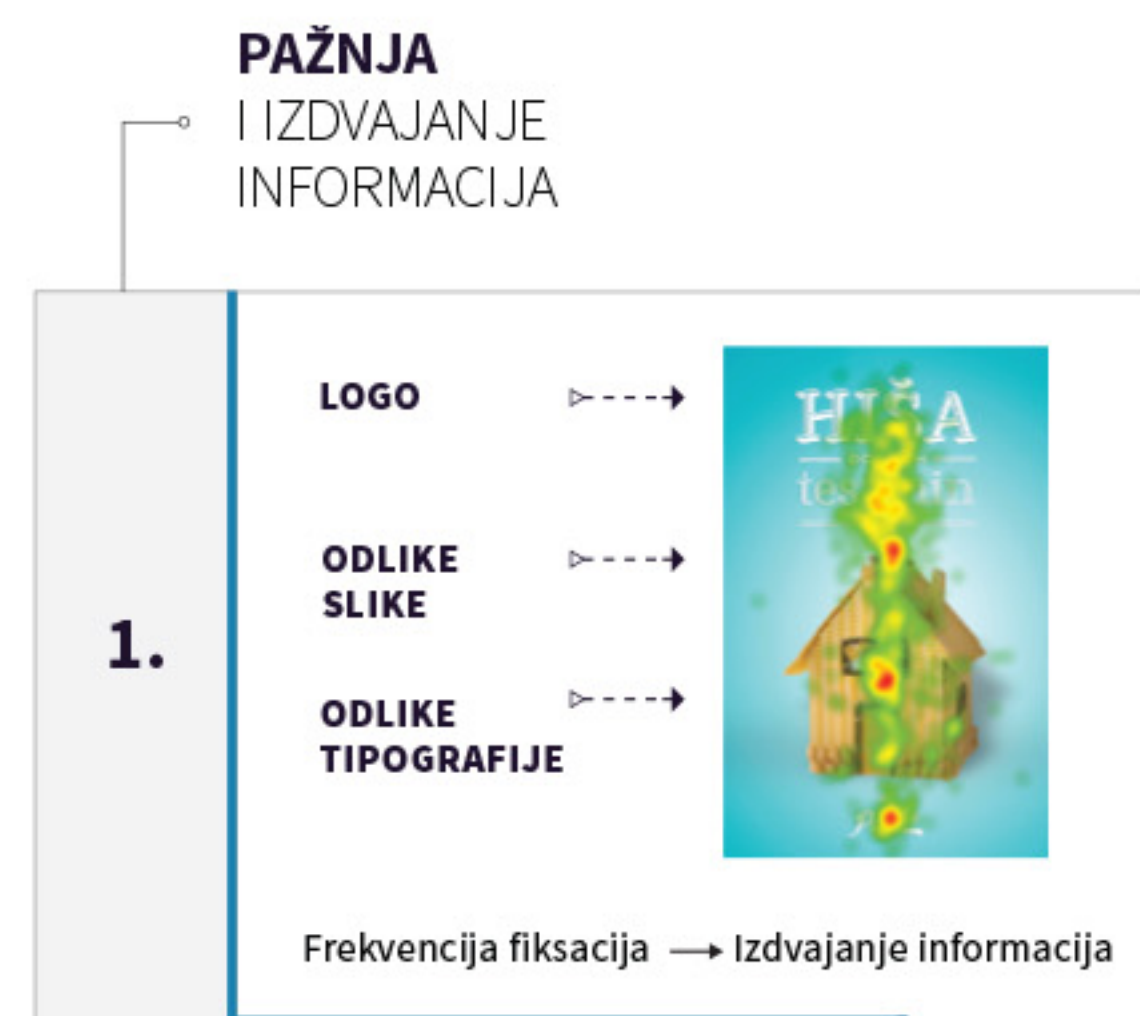 PAŽNJA
I IZDVAJANJE
INFORMACIJA
1.
LOGO
ODLIKE
SLIKE
ODLIKE
TIPOGRAFIJE
HIŠA
Frekvencija fiksacija → Izdvajanje informacija